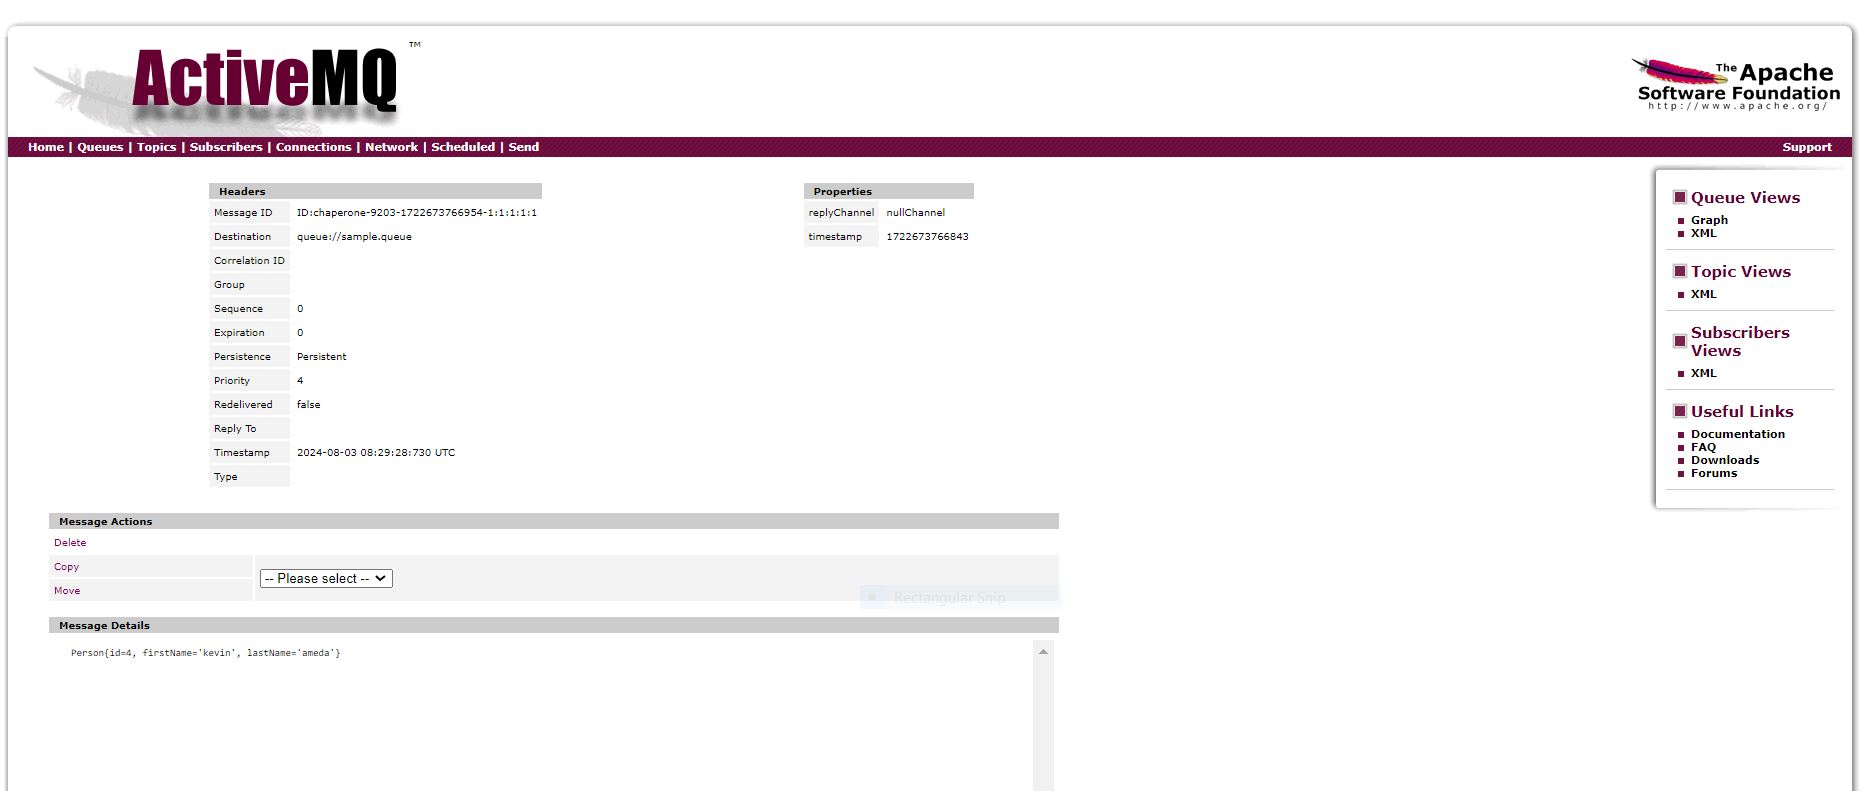 ActiveMQ ™
The Apache
Software Foundation
http://www.apache.org/
Home | Queues | Topics | Subscribers | Connections | Network | Scheduled | Send
Support
Headers
Message ID ID:chaperone-9203-1722673766954-1:1:1:1:1
Destination queue://sample.queue
Correlation ID
Group
Sequence 0
Expiration 0
Persistence Persistent
Priority 4
Redelivered false
Reply To
Timestamp 2024-08-03 08:29:28:730 UTC
Type
Properties
replyChannel nullChannel
timestamp 1722673766843
Message Actions
Delete
Copy
-- Please select --
Move
Rectangular Snip
Message Details
Person{id=4, firstName='kevin', lastName='ameda'}
Queue Views
Graph
XML
Topic Views
XML
Subscribers
Views
XML
Useful Links
Documentation
FAQ
Downloads
Forums